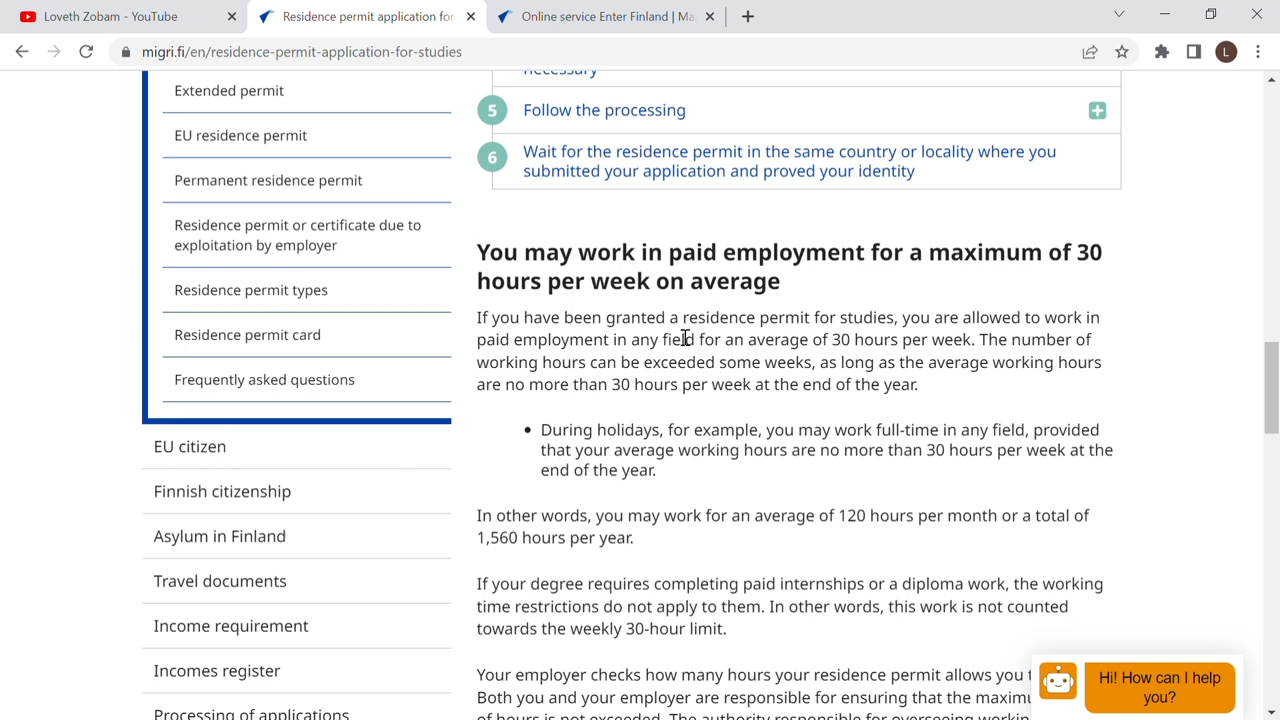 Loveth Zobam - YouTube
Residence permit application for
Online service Enter Finland | Ma
migri.fi/en/residence-permit-application-for-studies
L
Extended permit
EU residence permit
Permanent residence permit
Residence permit or certificate due to
exploitation by employer
Residence permit types
Residence permit card
Frequently asked questions
EU citizen
Finnish citizenship
Asylum in Finland
Travel documents
Income requirement
Incomes register
Processing of applications
necessary
5 Follow the processing
6 Wait for the residence permit in the same country or locality where you
submitted your application and proved your identity
You may work in paid employment for a maximum of 30
hours per week on average
If you have been granted a residence permit for studies, you are allowed to work in
paid employment in any field for an average of 30 hours per week. The number of
working hours can be exceeded some weeks, as long as the average working hours
are no more than 30 hours per week at the end of the year.
• During holidays, for example, you may work full-time in any field, provided
that your average working hours are no more than 30 hours per week at the
end of the year.
In other words, you may work for an average of 120 hours per month or a total of
1,560 hours per year.
If your degree requires completing paid internships or a diploma work, the working
time restrictions do not apply to them. In other words, this work is not counted
towards the weekly 30-hour limit.
Your employer checks how many hours your residence permit allows you
Both you and your employer are responsible for ensuring that the
of hours is not exceeded. The authority responsible for overseeing
Hi! How can I help
you?